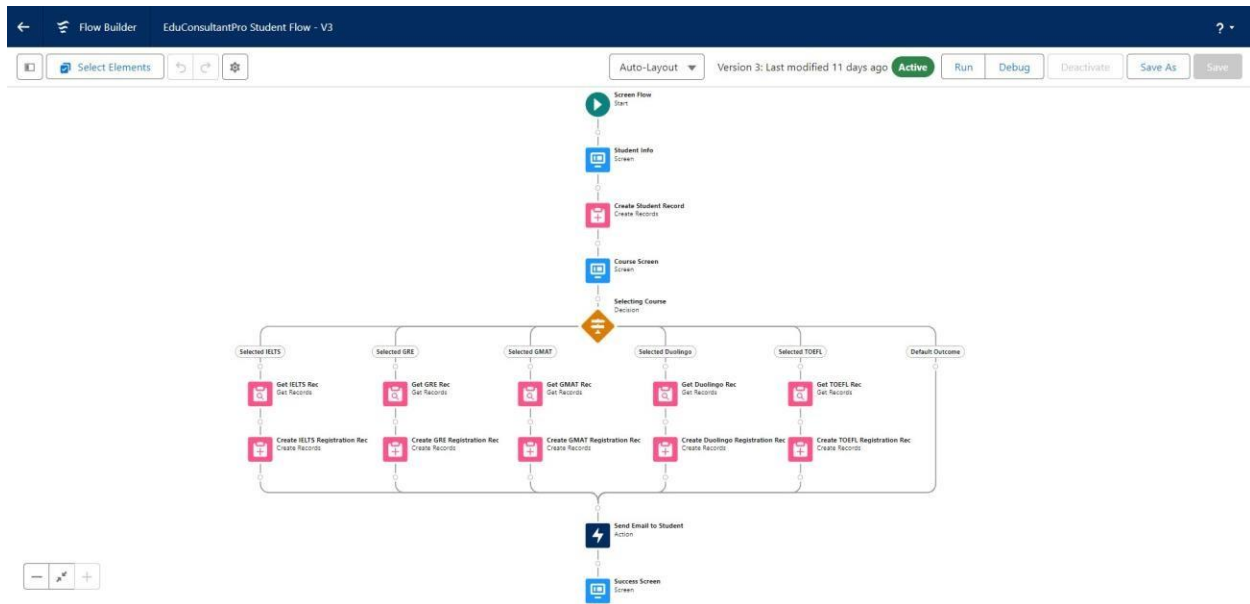 Flow Builder EduConsultantPro Student Flow - V3 ?
Select Elements Auto-Layout Version 3: Last modified 11 days ago Active Run Debug Deactivate Save As Save
Screen Flow
Start
Student Info
Screen
Create Student Record
Create Records
Course Screen
Screen
Selecting Course
Decision
Selected IELTS Selected GRE Selected GMAT Selected Duolingo Selected TOEFL Default Outcome
Get IELTS Rec Get GRE Rec Get GMAT Rec Get Duolingo Rec Get TOEFL Rec
Get Records Get Records Get Records Get Records Get Records
Create IELTS Registration Rec Create GRE Registration Rec Create GMAT Registration Rec Create Duolingo Registration Rec Create TOEFL Registration Rec
Create Records Create Records Create Records Create Records Create Records
Send Email to Student
Action
Success Screen
Screen